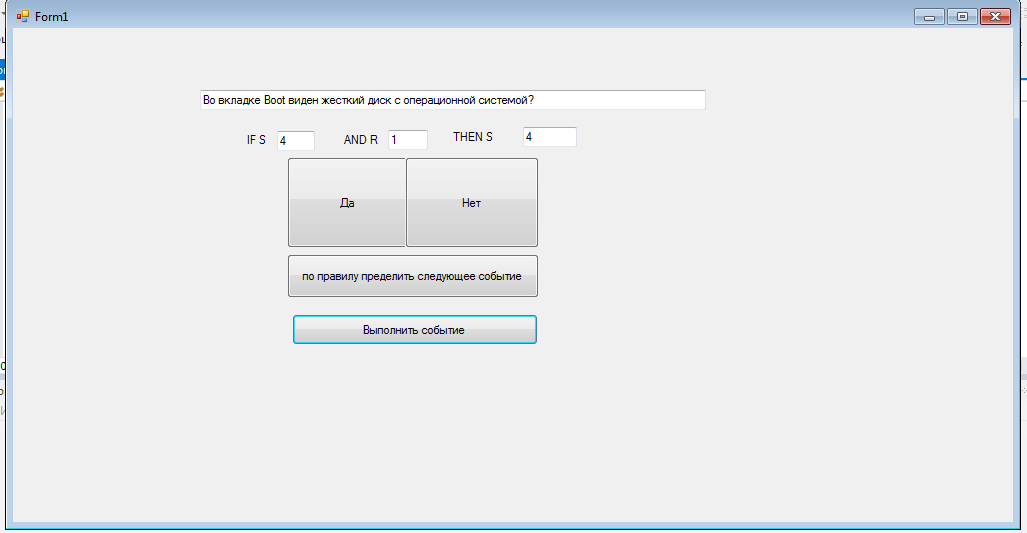 Form1
Во вкладке Boot виден жесткий диск с операционной системой?
IF S 4 AND R 1 THEN S 4
Да Нет
по правилу пределить следующее событие
Выполнить событие